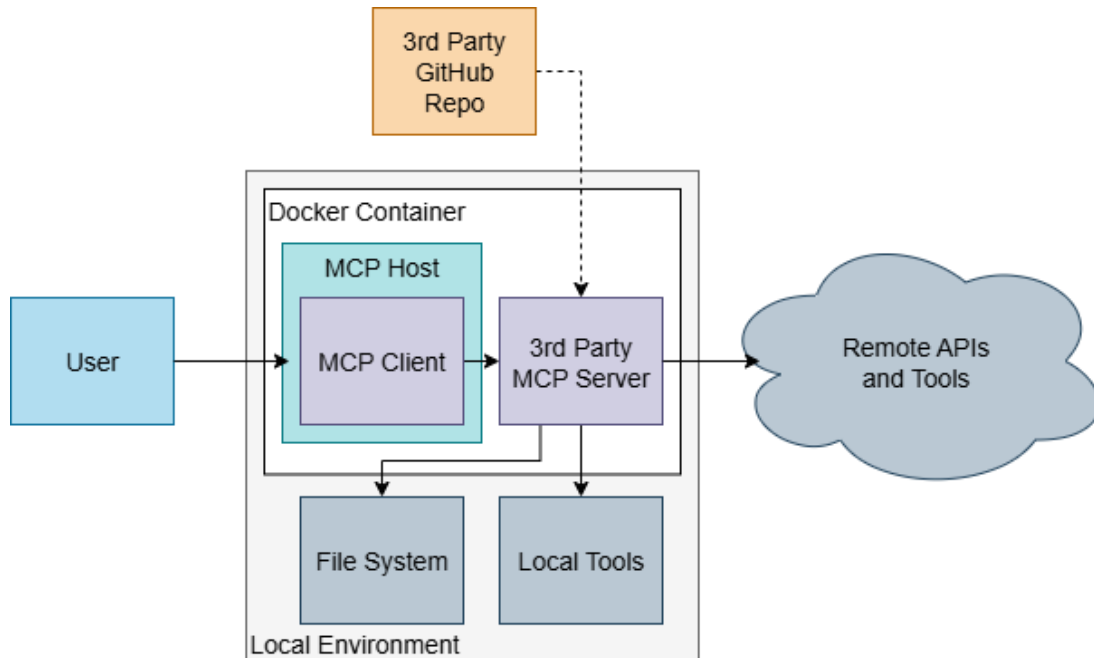 3rd Party
GitHub
Repo
Docker Container
MCP Host
User
MCP Client
3rd Party
MCP Server
Remote APIs
and Tools
File System
Local Tools
Local Environment